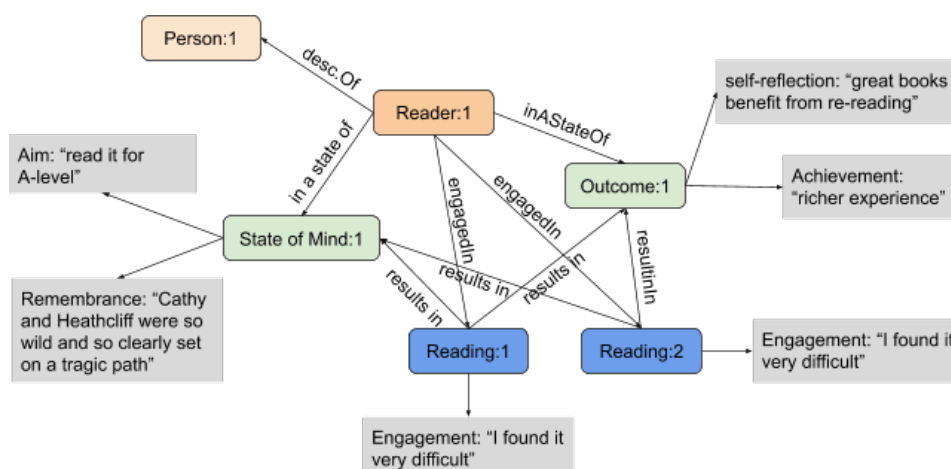 Person:1
desc.Of
Reader:1
self-reflection: “great books
benefit from re-reading”
inAStateOf
Aim: “read it for
A-level”
in a state of
engagedIn
engagedIn
Outcome:1
Achievement:
“richer experience”
State of Mind:1
results in
results in
results in
resultinIn
Remembrance: “Cathy
and Heathcliff were so
wild and so clearly set
on a tragic path”
Reading:1
Reading:2
Engagement: “I found it
very difficult”
Engagement: “I found it
very difficult”